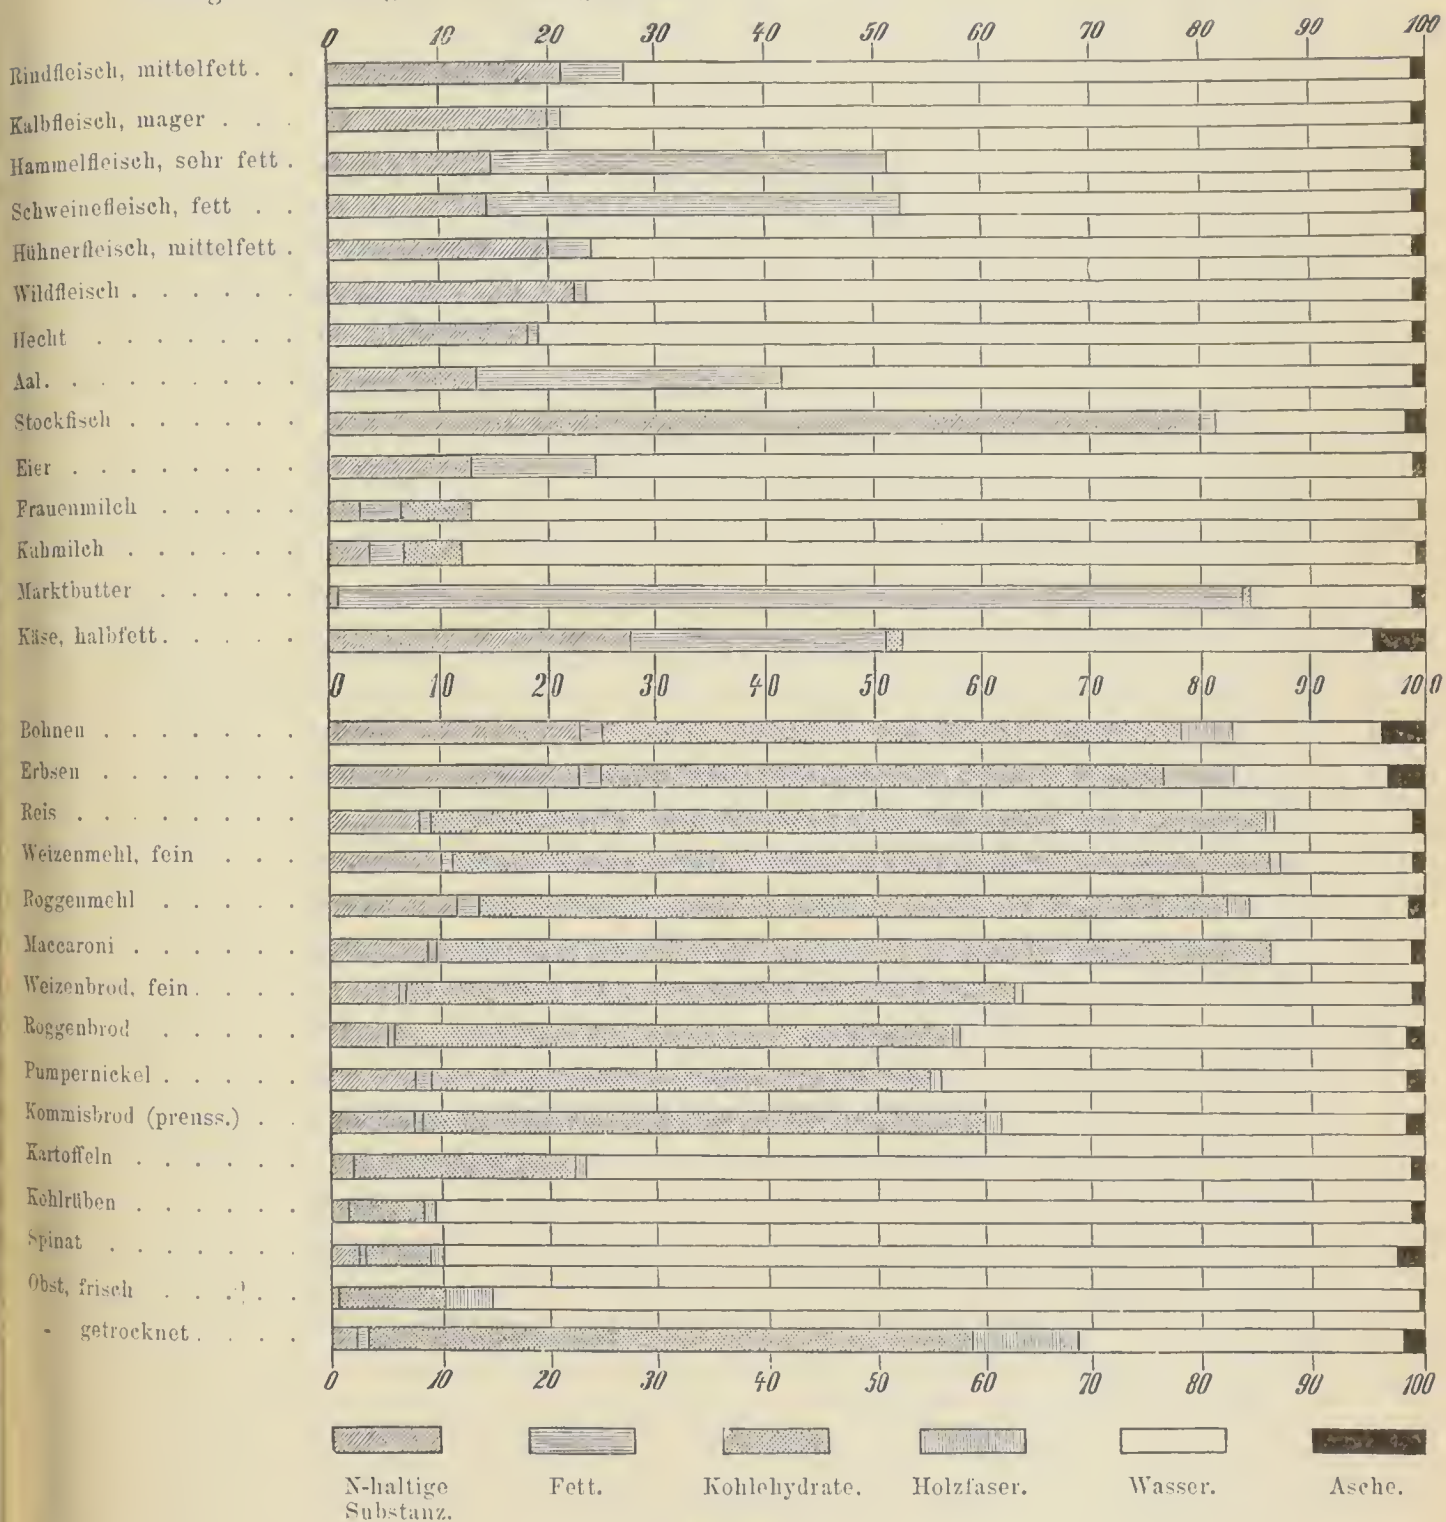 0 10 20 30 40 50 60 70 80 90 100
Rindfleisch, mittelfett . .
Kalbfleisch, mager . . .
Hammelfleisch, sehr fett .
Schweinefleisch, fett . .
Hühnerfleisch, mittelfett .
Wildfleisch . . . . . .
Hecht . . . . . . .
Aal . . . . . . . .
Stockfisch . . . . . .
Eier . . . . . . . .
Frauenmilch . . . . .
Kuhmilch . . . . . .
Marktbutter . . . . .
Käse, halbfett . . . .
0 10 20 30 40 50 60 70 80 90 100
Bohnen . . . . . . .
Erbsen . . . . . . .
Reis . . . . . . . .
Weizenmehl, fein . . .
Roggenmehl . . . . .
Maccaroni . . . . . .
Weizenbrod, fein . . . .
Roggenbrod . . . . .
Pumpernickel . . . . .
Kommisbrod (preuss.) . .
Kartoffeln . . . . . .
Kohlrüben . . . . . .
Spinat . . . . . . .
Obst, frisch . . . . .
- getrocknet . . . .
0 10 20 30 40 50 60 70 80 90 100
N-haltige Substanz. Fett. Kohlehydrate. Holzfaser. Wasser. Asche.